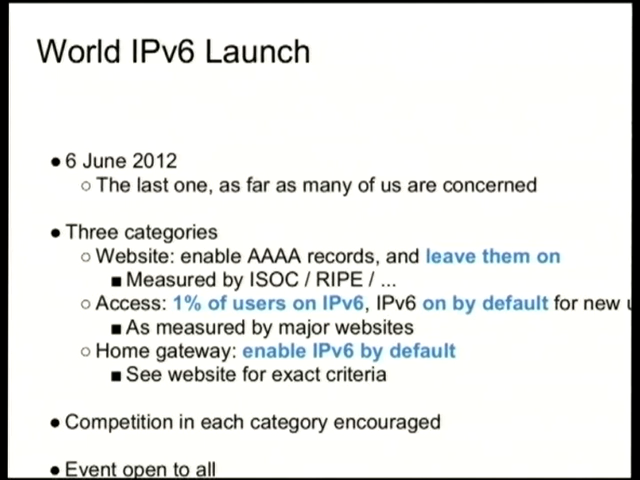 World IPv6 Launch
● 6 June 2012
○ The last one, as far as many of us are concerned
● Three categories
○ Website: enable AAAA records, and leave them on
■ Measured by ISOC / RIPE / ...
○ Access: 1% of users on IPv6, IPv6 on by default for new
■ As measured by major websites
○ Home gateway: enable IPv6 by default
■ See website for exact criteria
● Competition in each category encouraged
● Event open to all